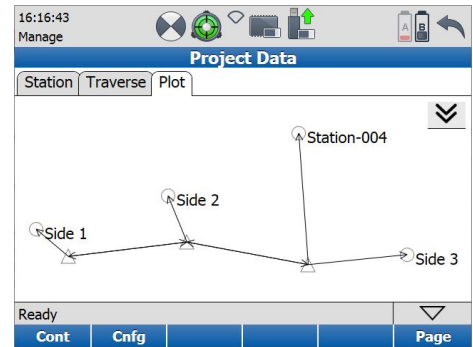 16:16:43
Manage
A B
Project Data
Station Traverse Plot
Station-004
Side 2
Side 1
Side 3
Ready
Cont Cnfg Page